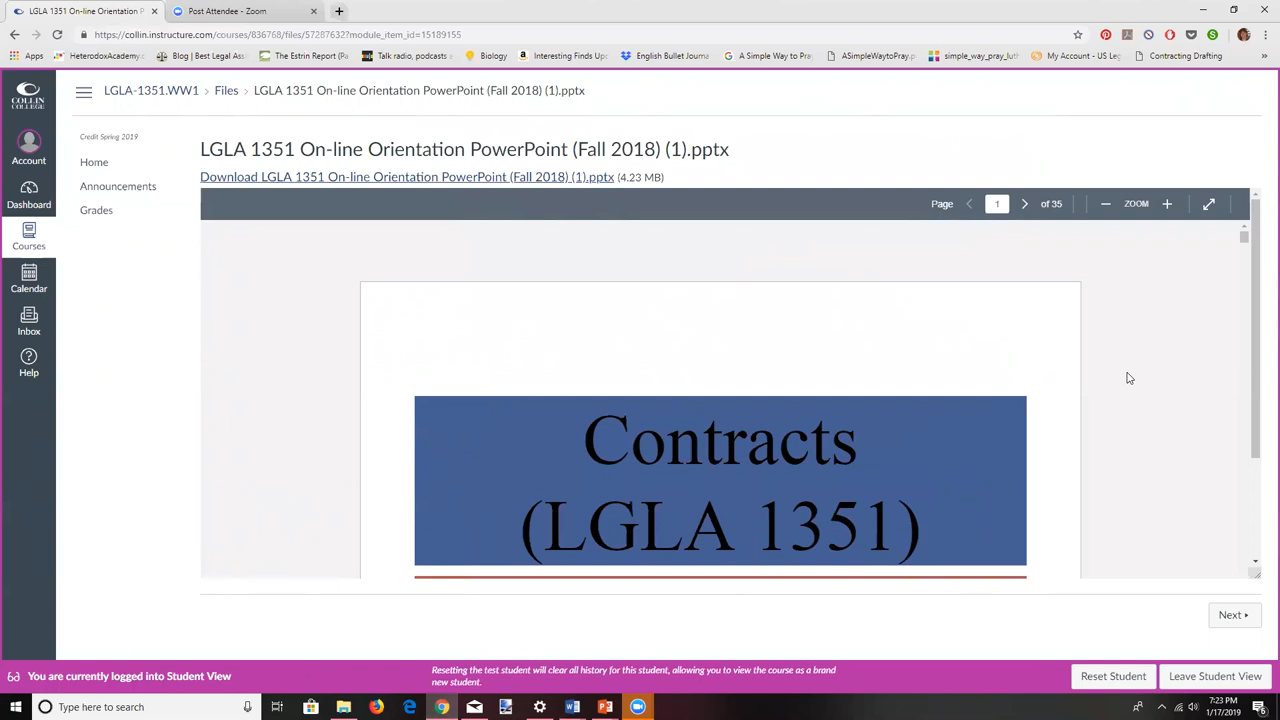 LGLA 1351 On-line Orientation Po
Post Attendee - Zoom
https://collin.instructure.com/courses/836768/files/57287632?module_item_id=15189155
Apps
HeterodoxAcademy.
Blog | Best Legal Assi
The Estrin Report (Pa
Talk radio, podcasts a
Biology
Interesting Finds Upd
English Bullet Journal
A Simple Way to Pray
ASimpleWaytoPray.p
simple_way_pray_luth
My Account - US Leg
Contracting Drafting
COLLIN
COLLEGE
LGLA-1351.WW1 › Files › LGLA 1351 On-line Orientation PowerPoint (Fall 2018) (1).pptx
Account
Dashboard
Courses
Calendar
Inbox
Help
Credit Spring 2019
Home
Announcements
Grades
LGLA 1351 On-line Orientation PowerPoint (Fall 2018) (1).pptx
Download LGLA 1351 On-line Orientation PowerPoint (Fall 2018) (1).pptx (4.23 MB)
Page 1 of 35 ZOOM
Contracts
(LGLA 1351)
Next
You are currently logged into Student View
Resetting the test student will clear all history for this student, allowing you to view the course as a brand
new student.
Reset Student
Leave Student View
Type here to search
7:23 PM
1/17/2019